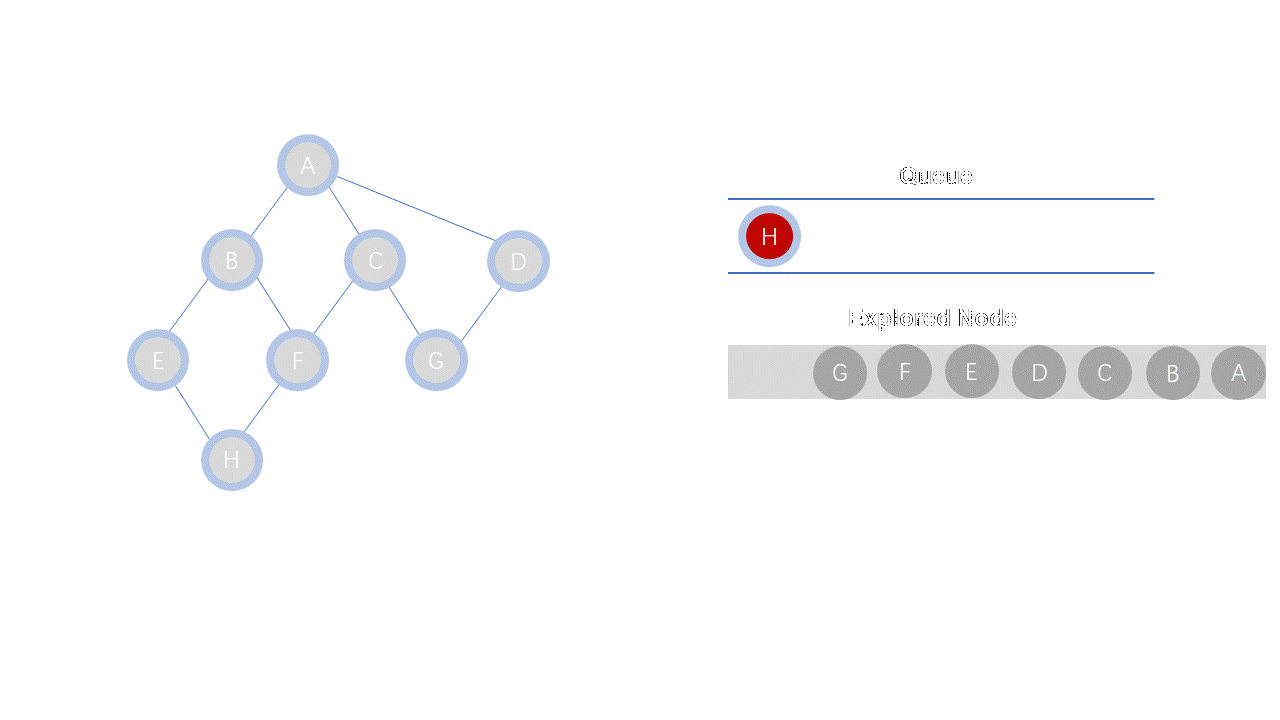 A
B C D
E F G
H
Queue
H
Explored Node
G F E D C B A